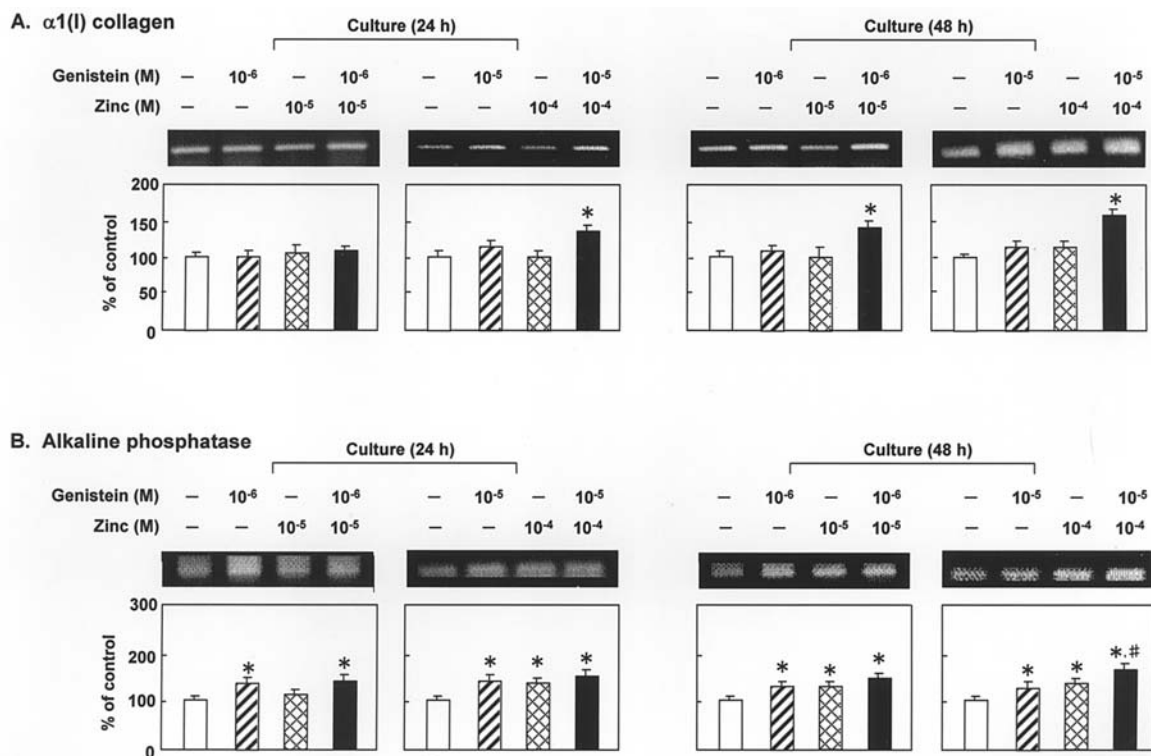 A. α1(I) collagen
Culture (24 h) Culture (48 h)
Genistein (M) – 10-6 – 10-6 – 10-5 – 10-5 – 10-6 – 10-6 – 10-5 – 10-5
Zinc (M) – – 10-5 10-5 – – 10-4 10-4 – – 10-5 10-5 – – 10-4 10-4
% of control
200
150
100
50
0
* * *
B. Alkaline phosphatase
Culture (24 h) Culture (48 h)
Genistein (M) – 10-6 – 10-6 – 10-5 – 10-5 – 10-6 – 10-6 – 10-5 – 10-5
Zinc (M) – – 10-5 10-5 – – 10-4 10-4 – – 10-5 10-5 – – 10-4 10-4
% of control
300
200
100
0
* * * * * * * * * * *.#